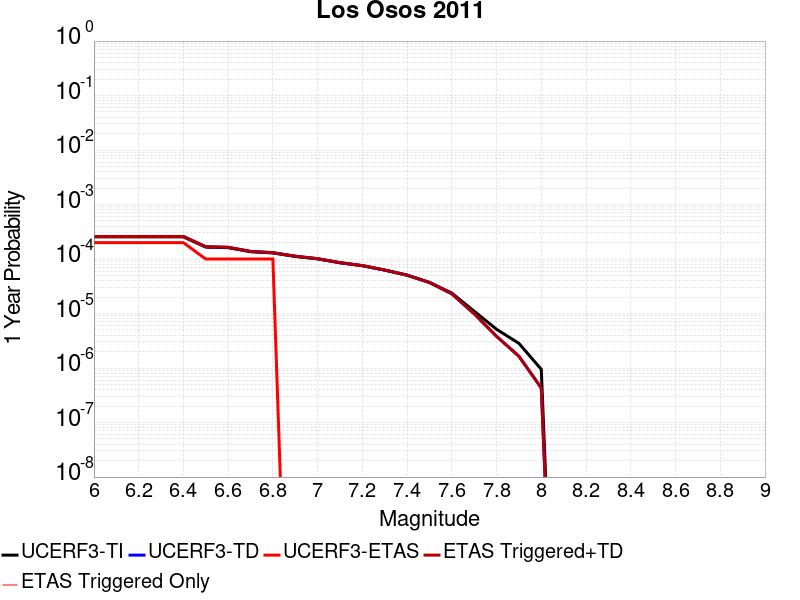 Los Osos 2011
1 Year Probability
10^0
10^-1
10^-2
10^-3
10^-4
10^-5
10^-6
10^-7
10^-8
6 6.2 6.4 6.6 6.8 7 7.2 7.4 7.6 7.8 8 8.2 8.4 8.6 8.8 9
Magnitude
UCERF3-TI UCERF3-TD UCERF3-ETAS ETAS Triggered+TD
ETAS Triggered Only